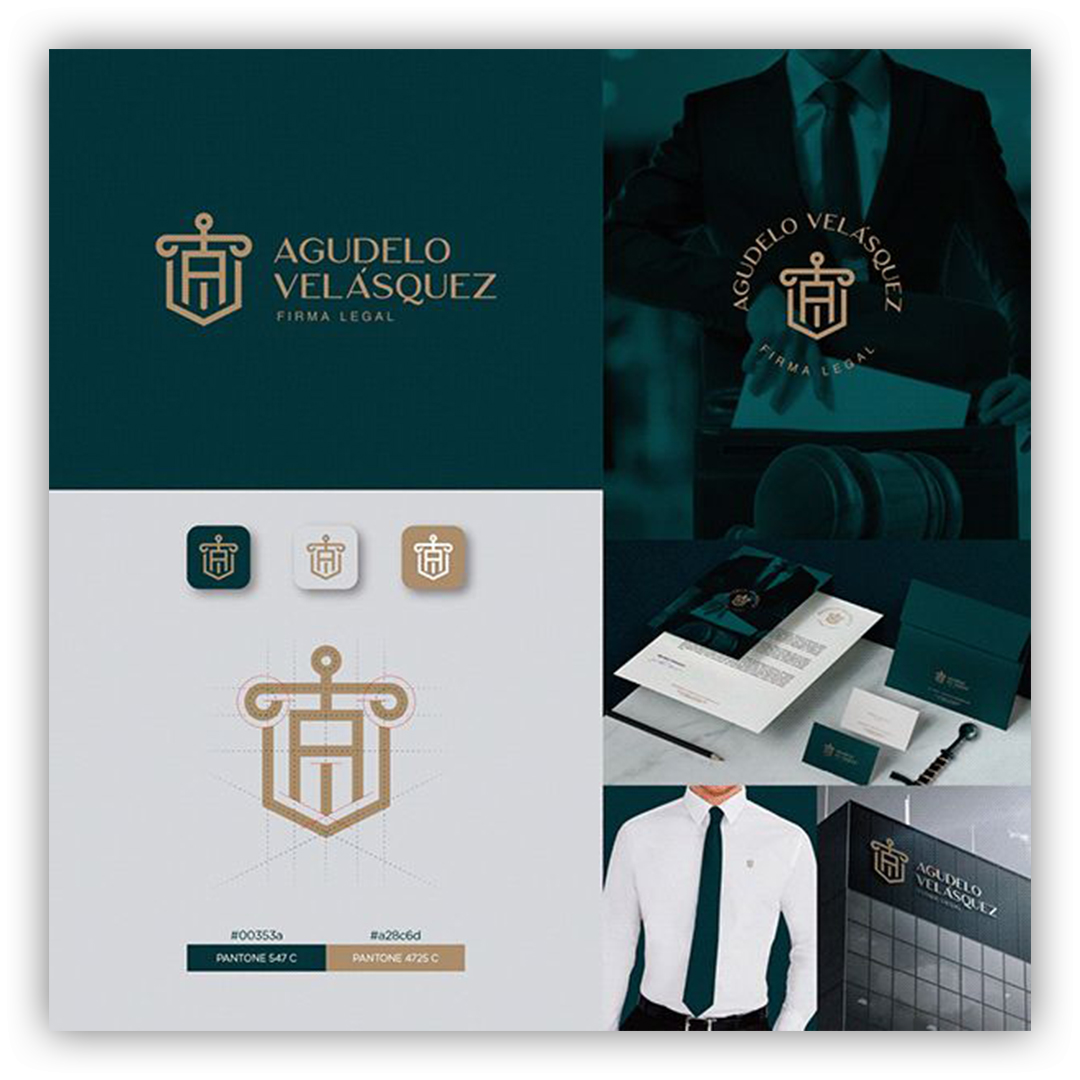 AGUDELO
VELÁSQUEZ
FIRMA LEGAL
AGUDELO VELÁSQUEZ
FIRMA LEGAL
#00353a
#a28c6d
PANTONE 547 C
PANTONE 4725 C
AGUDELO
VELÁSQUEZ
FIRMA LEGAL